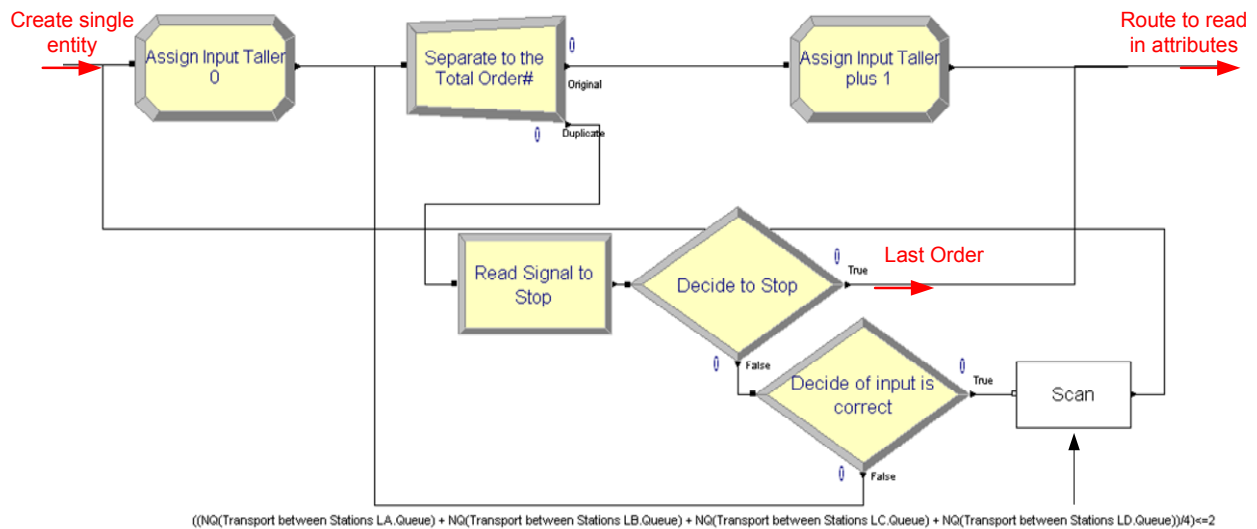 Create single
entity
Route to read
in attributes
Assign Input Taller
0
Separate to the
Total Order#
0
Original
0
Duplicate
Assign Input Taller
plus 1
Read Signal to
Stop
Decide to Stop
0
True
Last Order
0
False
Decide of input is
correct
0
True
Scan
0
False
((NQ(Transport between Stations LA.Queue) + NQ(Transport between Stations LB.Queue) + NQ(Transport between Stations LC.Queue) + NQ(Transport between Stations LD.Queue))/4)<=2